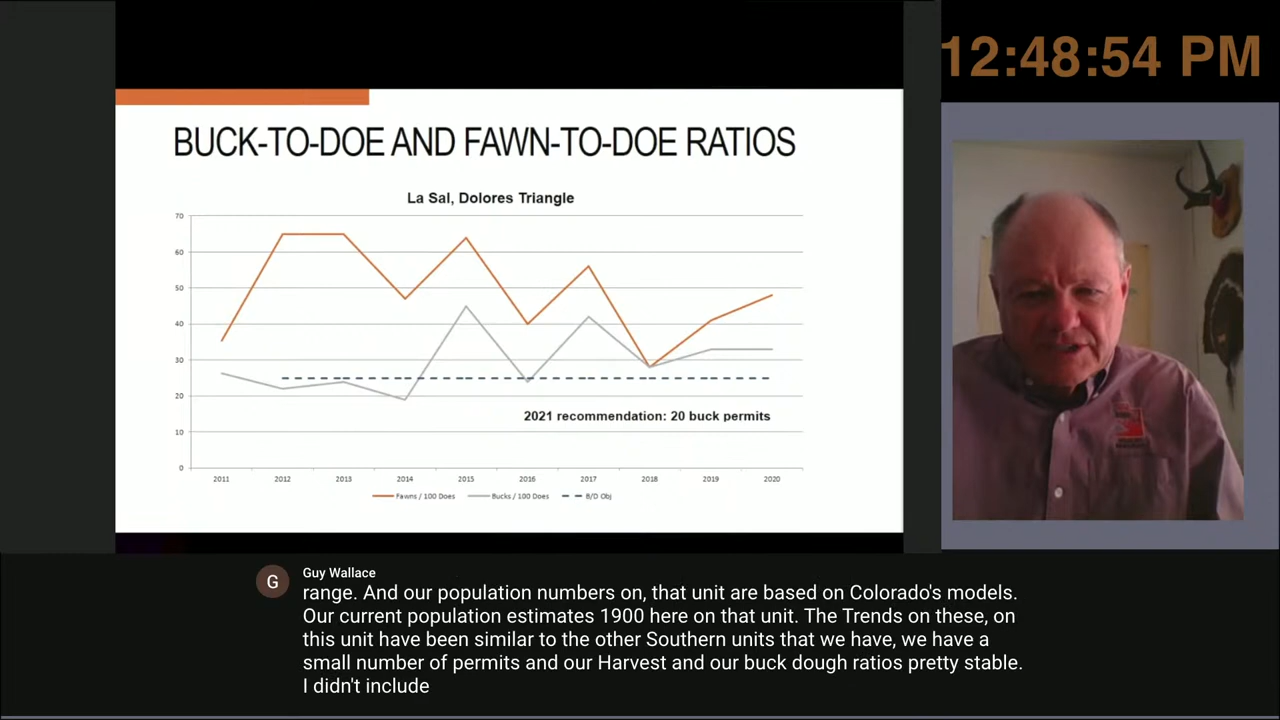 12:48:54 PM
BUCK-TO-DOE AND FAWN-TO-DOE RATIOS
La Sal, Dolores Triangle
70
60
50
40
30
20
10
0
2021 recommendation: 20 buck permits
2011 2012 2013 2014 2015 2016 2017 2018 2019 2020
Fawns / 100 Does Bucks / 100 Does B/D Obj
G
Guy Wallace
range. And our population numbers on, that unit are based on Colorado's models.
Our current population estimates 1900 here on that unit. The Trends on these, on
this unit have been similar to the other Southern units that we have, we have a
small number of permits and our Harvest and our buck dough ratios pretty stable.
I didn't include